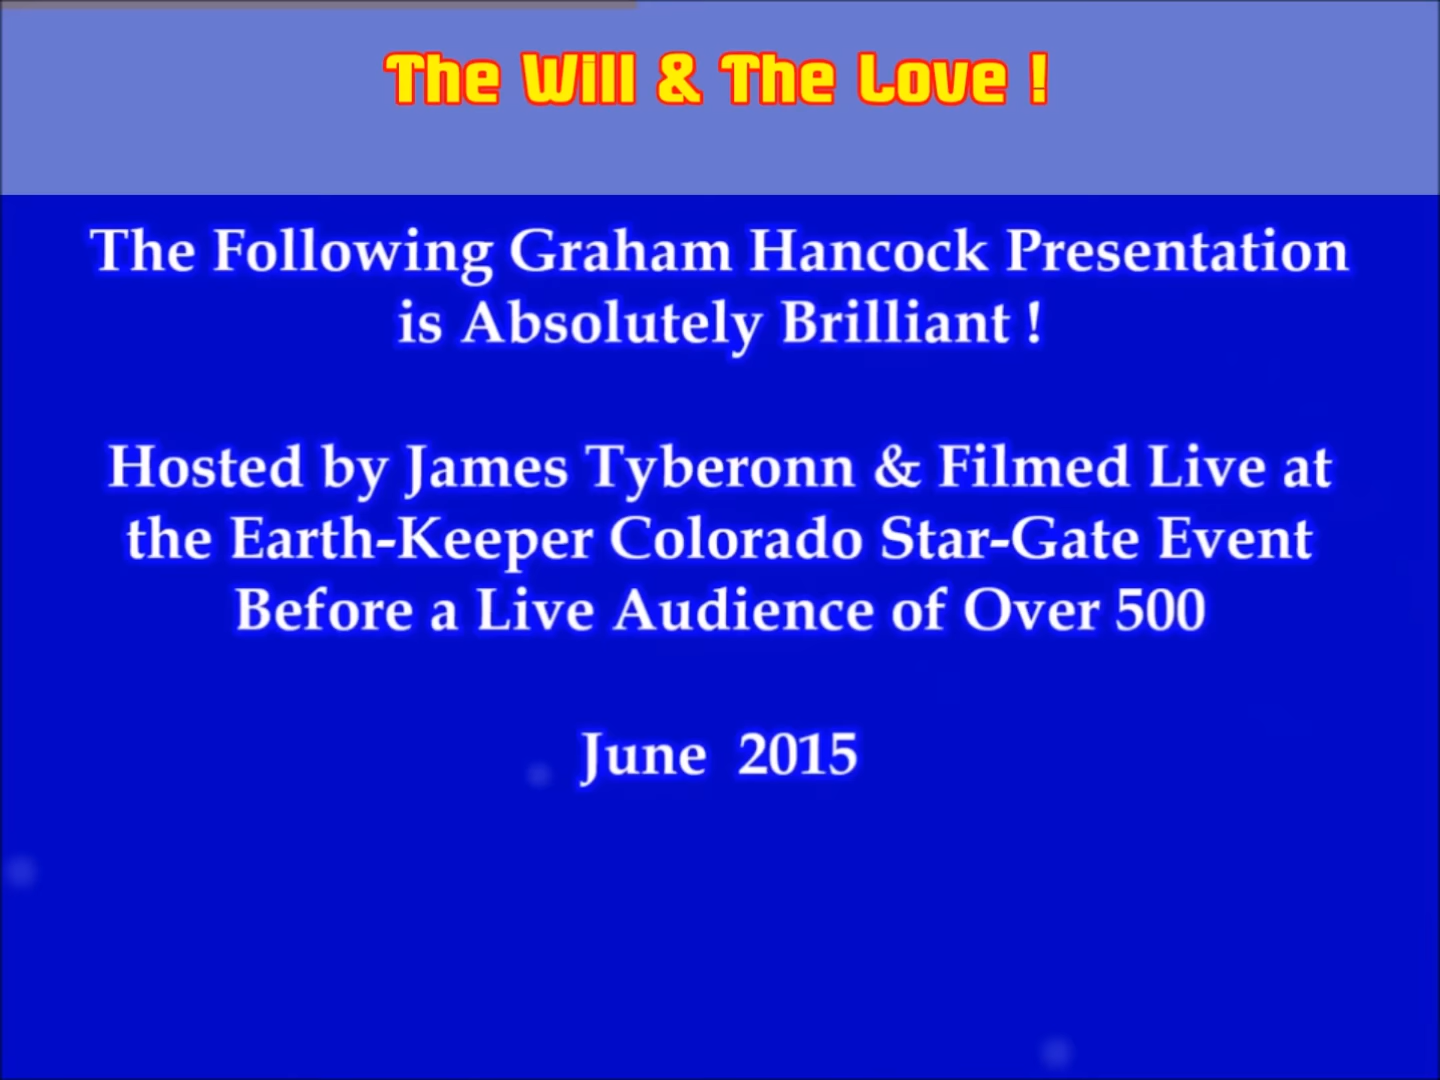 The Will & The Love !
The Following Graham Hancock Presentation
is Absolutely Brilliant !
Hosted by James Tyberonn & Filmed Live at
the Earth-Keeper Colorado Star-Gate Event
Before a Live Audience of Over 500
June 2015